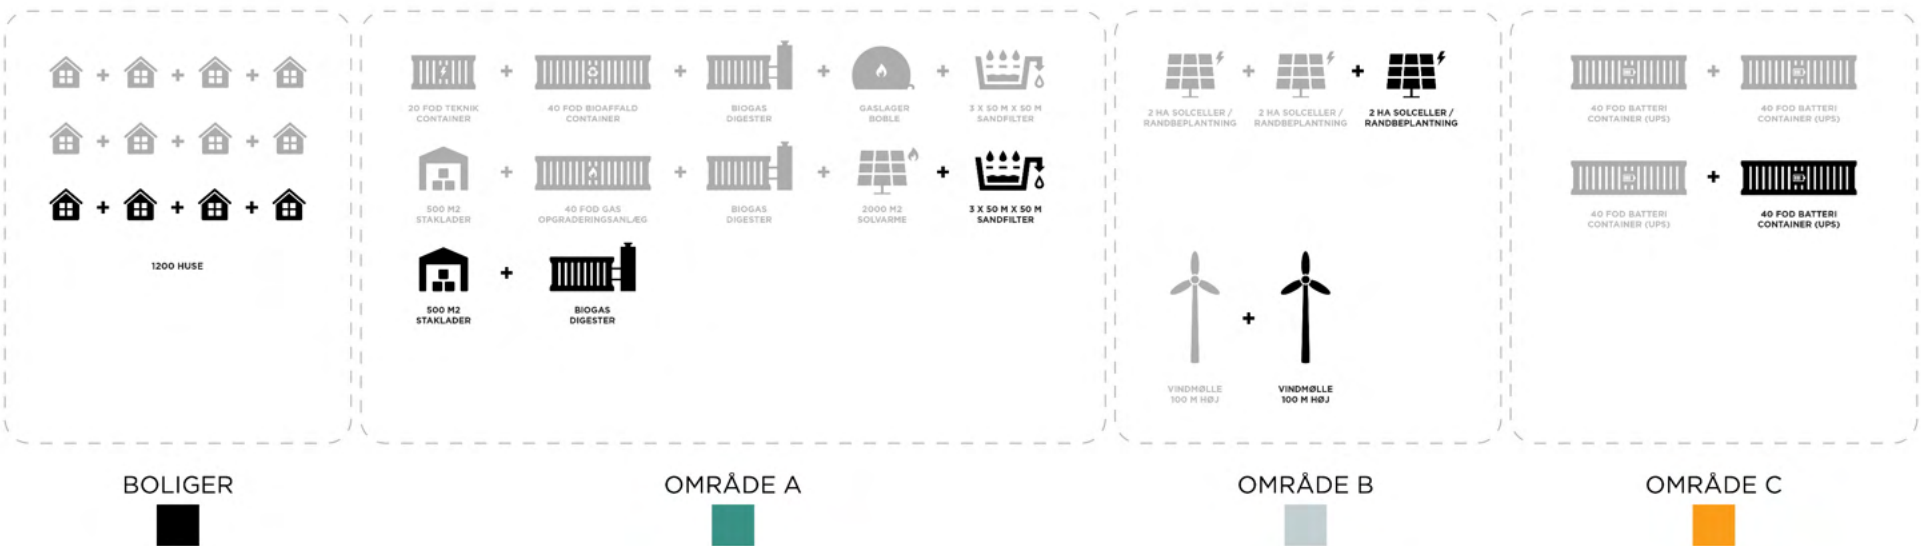 1200 HUSE
20 FOD TEKNIK
CONTAINER
40 FOD BIOAFFALD
CONTAINER
BIOGAS
DIGESTER
GASLAGER
BOBLE
3 X 50 M X 50 M
SANDFILTER
500 M2
STAKLADER
40 FOD GAS
OPGRADERINGSANLÆG
BIOGAS
DIGESTER
2000 M2
SOLVARME
3 X 50 M X 50 M
SANDFILTER
500 M2
STAKLADER
BIOGAS
DIGESTER
2 HA SOLCELLER /
RANDBEPLANTNING
2 HA SOLCELLER /
RANDBEPLANTNING
2 HA SOLCELLER /
RANDBEPLANTNING
VINDMØLLE
100 M HØJ
VINDMØLLE
100 M HØJ
40 FOD BATTERI
CONTAINER (UPS)
40 FOD BATTERI
CONTAINER (UPS)
40 FOD BATTERI
CONTAINER (UPS)
40 FOD BATTERI
CONTAINER (UPS)
BOLIGER
OMRÅDE A
OMRÅDE B
OMRÅDE C